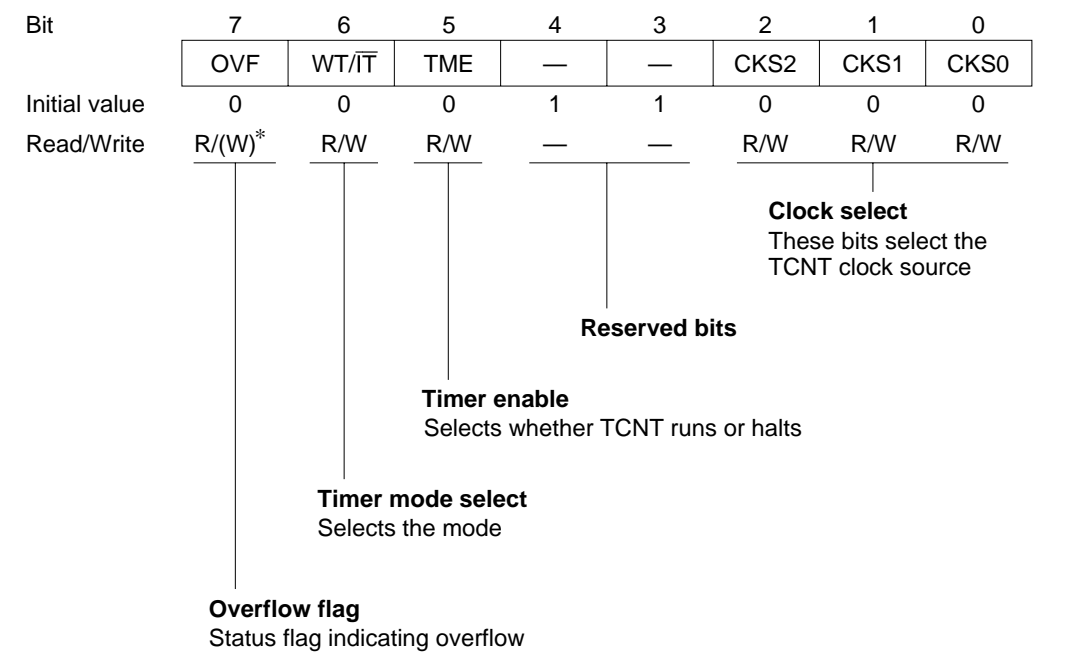 Bit 7 6 5 4 3 2 1 0
OVF WT/I̅T̅ TME — — CKS2 CKS1 CKS0
Initial value 0 0 0 1 1 0 0 0
Read/Write R/(W)* R/W R/W — — R/W R/W R/W
Clock select
These bits select the
TCNT clock source
Reserved bits
Timer enable
Selects whether TCNT runs or halts
Timer mode select
Selects the mode
Overflow flag
Status flag indicating overflow